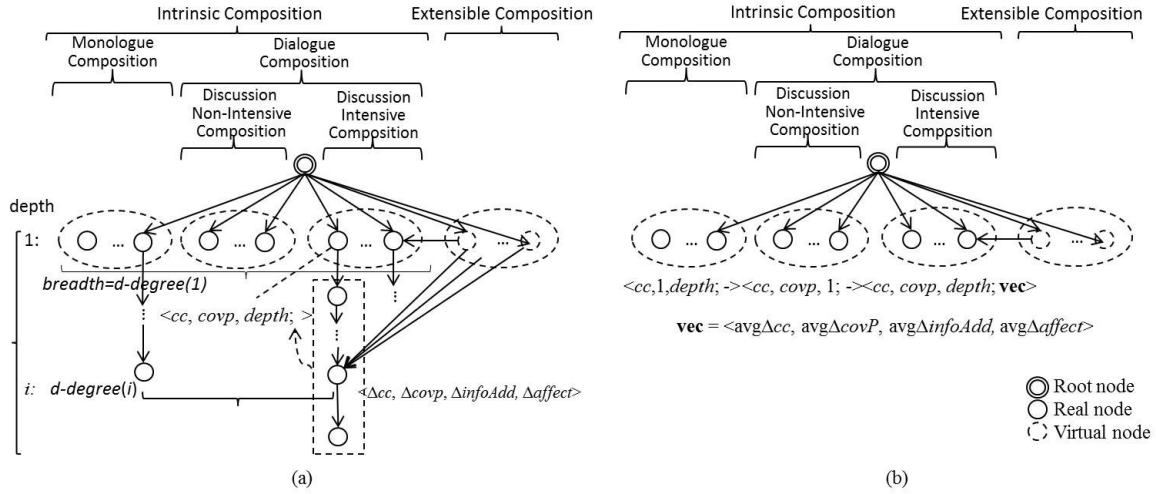 Intrinsic Composition
Extensible Composition
Monologue
Composition
Dialogue
Composition
Discussion
Non-Intensive
Composition
Discussion
Intensive
Composition
depth
1:
...
...
...
...
breadth=d-degree(1)
<cc, covp, depth; >
i: d-degree(i)
<Δcc, Δcovp, ΔinfoAdd, Δaffect>
(a)
Intrinsic Composition
Extensible Composition
Monologue
Composition
Dialogue
Composition
Discussion
Non-Intensive
Composition
Discussion
Intensive
Composition
...
...
...
...
<cc,1,depth; -><cc, covp, 1; -><cc, covp, depth; vec>
vec = <avgΔcc, avgΔcovP, avgΔinfoAdd, avgΔaffect>
Root node
Real node
Virtual node
(b)